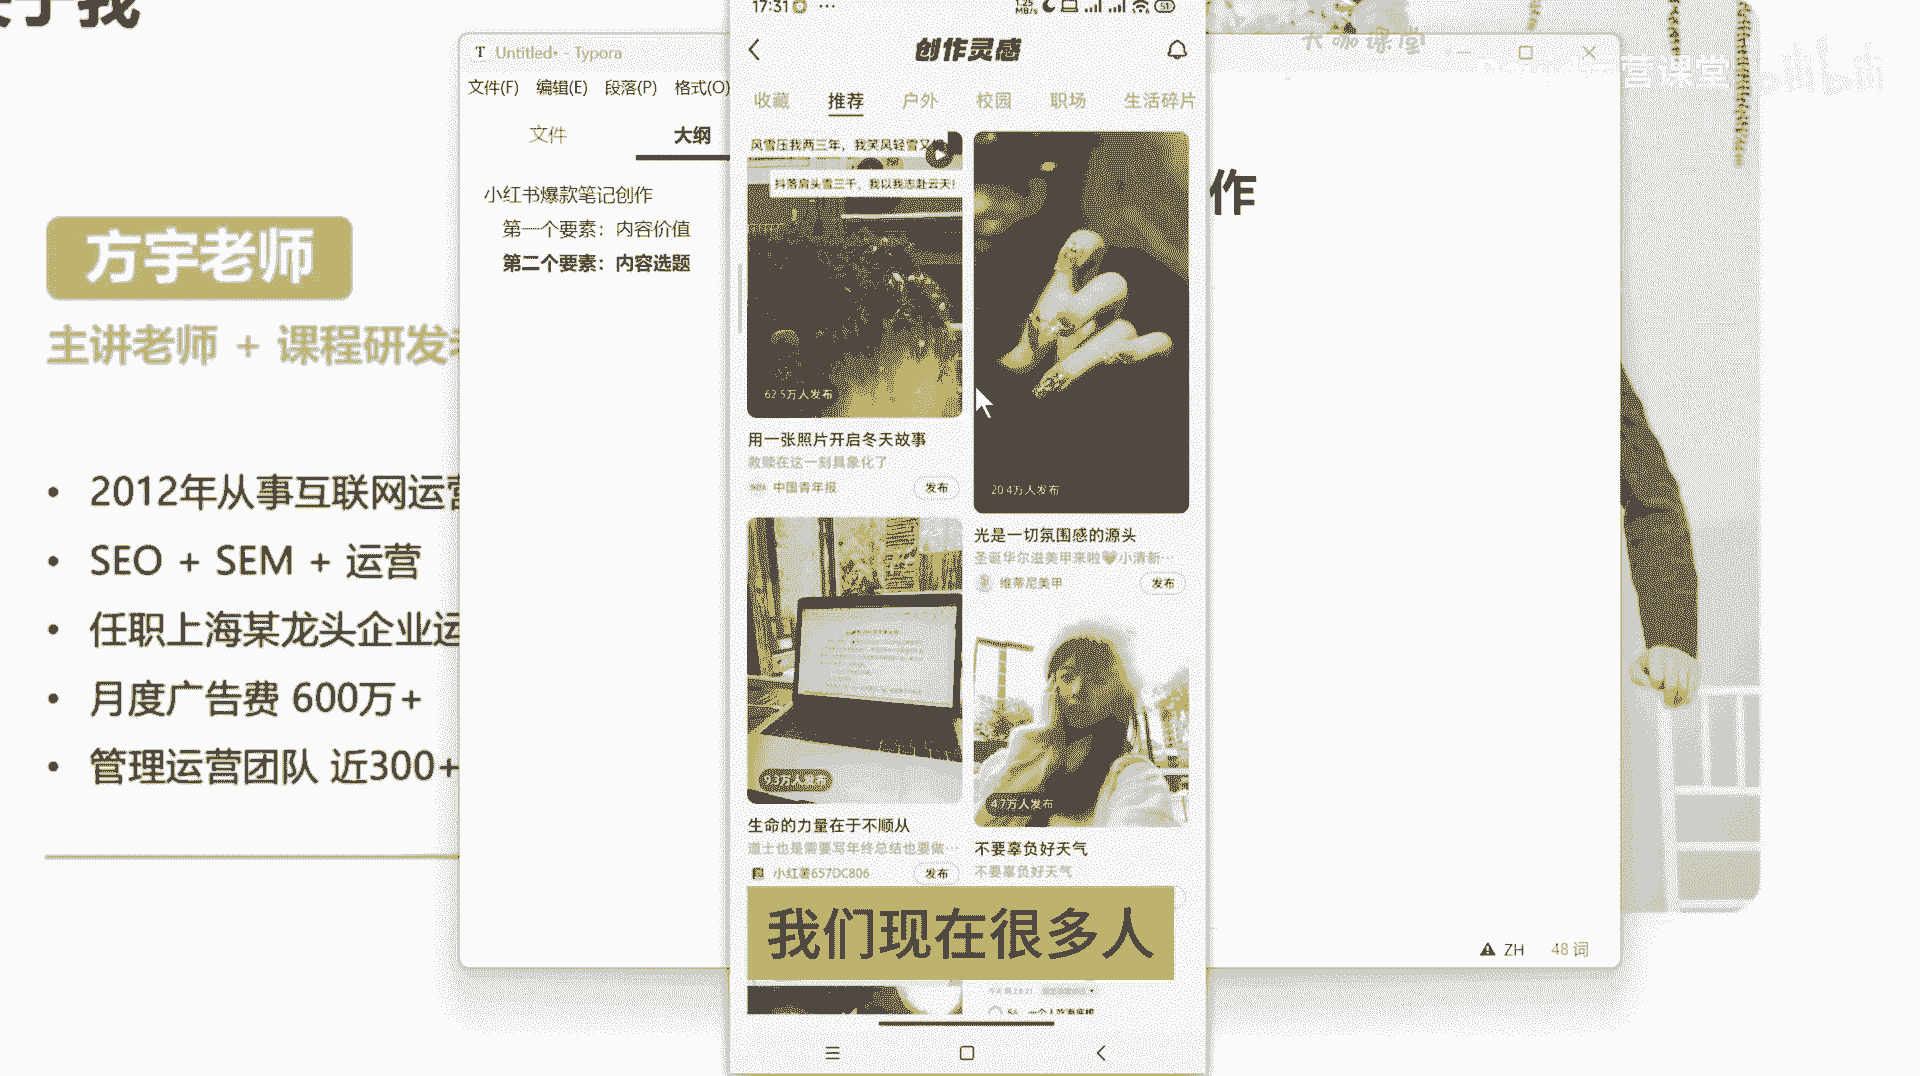 于我
方宇老师
主讲老师 + 课程研发
2012年从事互联网运营
SEO + SEM + 运营
任职上海某龙头企业运
月度广告费 600万+
管理运营团队 近300+
T Untitled• - Typora
文件(F) 编辑(E) 段落(P) 格式(O)
文件 大纲
小红书爆款笔记创作
第一个要素：内容价值
第二个要素：内容选题
作
ZH 48 词
大咖课堂
营课堂
bilibili
17:31
1.25 MB/s
51
创作灵感
收藏 推荐 户外 校园 职场 生活碎片
风雪压我两三年，我笑风轻雪又
抖落肩头雪三千，我以我志赴云天！
62.5万人发布
用一张照片开启冬天故事
救赎在这一刻具象化了
中国青年报 发布
20.4万人发布
光是一切氛围感的源头
圣诞华尔滋美甲来啦🤎小清新…
维蒂尼美甲 发布
9.3万人发布
生命的力量在于不顺从
道士也是需要写年终总结也要做…
小红薯657DC806 发布
4.7万人发布
不要辜负好天气
不要辜负好天气
我们现在很多人